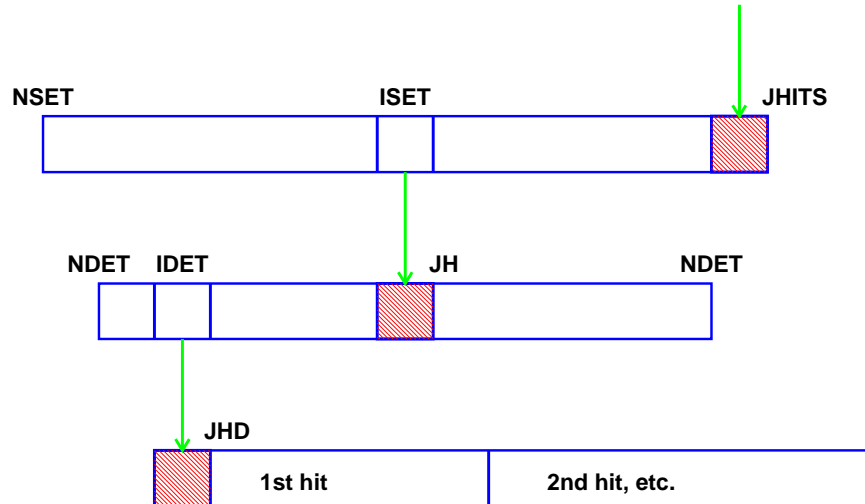 NSET ISET JHITS
NDET IDET JH NDET
JHD
1st hit 2nd hit, etc.